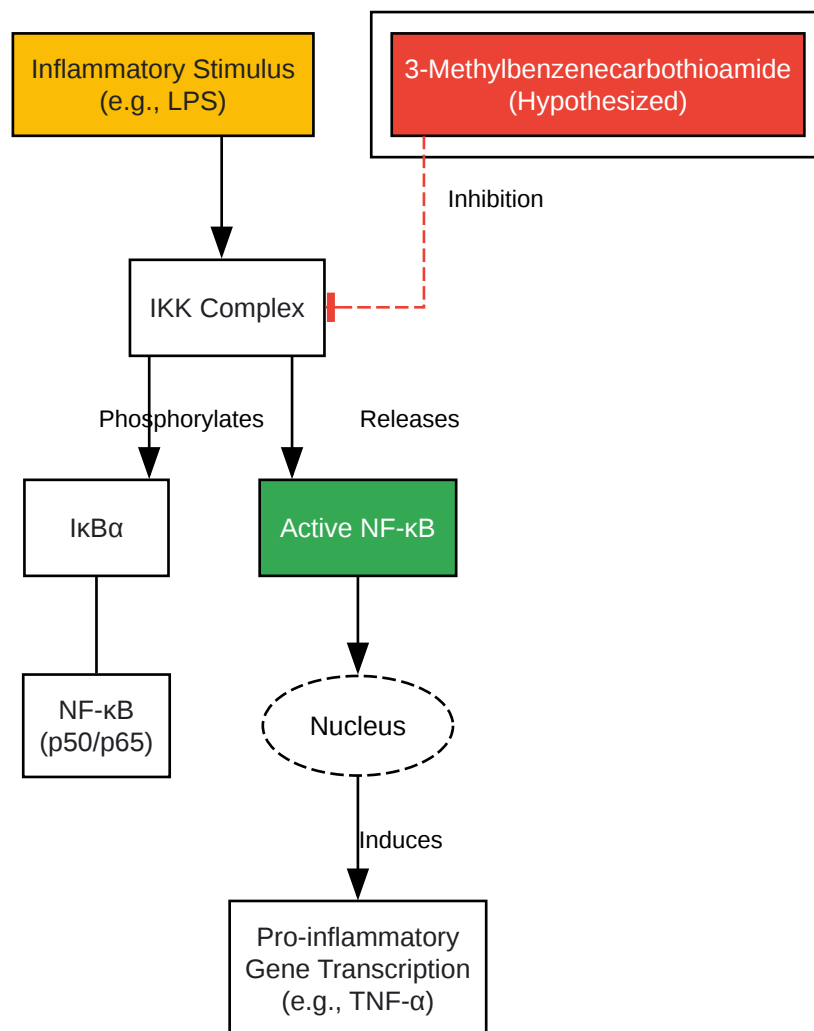 Inflammatory Stimulus
(e.g., LPS)
3-Methylbenzenecarbothioamide
(Hypothesized)
Inhibition
IKK Complex
Phosphorylates
Releases
IκBα
Active NF-κB
NF-κB
(p50/p65)
Nucleus
Induces
Pro-inflammatory
Gene Transcription
(e.g., TNF-α)